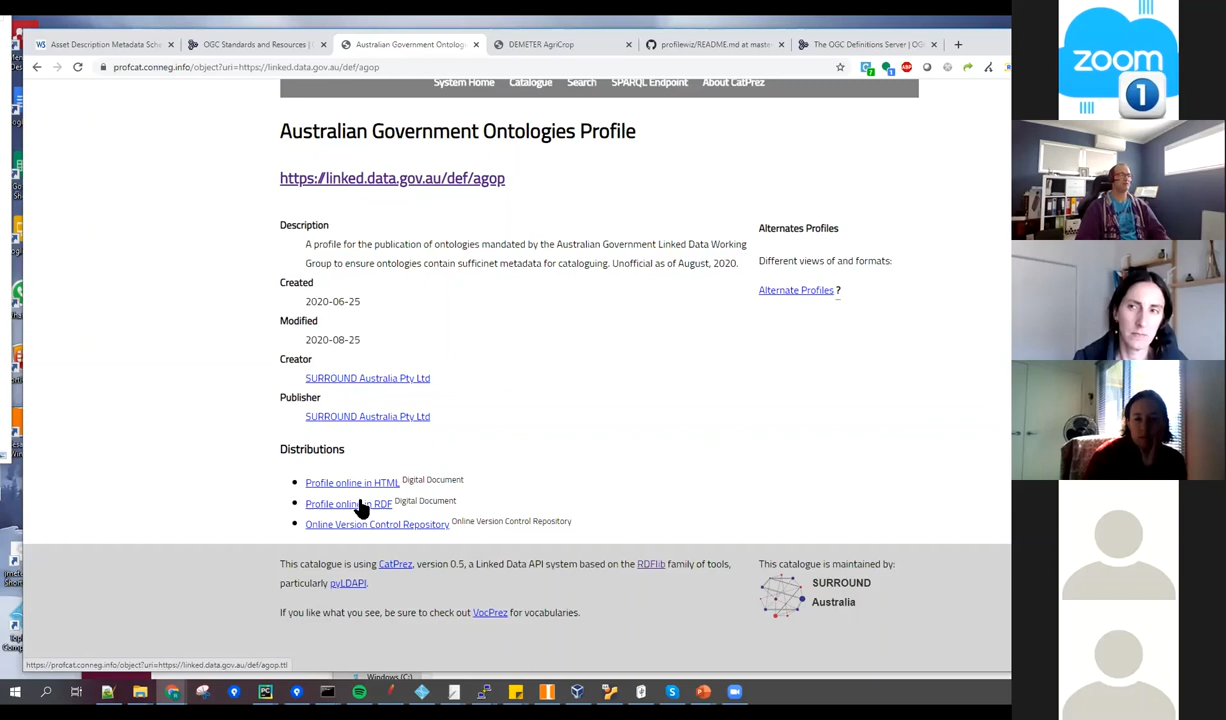 Asset Description Metadata Sche
OGC Standards and Resources |
Australian Government Ontologi
DEMETER AgriCrop
profilewiz/README.md at maste
The OGC Definitions Server | OG
profcat.conneg.info/object?uri=https://linked.data.gov.au/def/agop
System Home
Catalogue
Search
SPARQL Endpoint
About CatPrez
Australian Government Ontologies Profile
https://linked.data.gov.au/def/agop
Description
A profile for the publication of ontologies mandated by the Australian Government Linked Data Working
Group to ensure ontologies contain sufficinet metadata for cataloguing. Unofficial as of August, 2020.
Created
2020-06-25
Modified
2020-08-25
Creator
SURROUND Australia Pty Ltd
Publisher
SURROUND Australia Pty Ltd
Distributions
Profile online in HTML Digital Document
Profile online in RDF Digital Document
Online Version Control Repository Online Version Control Repository
Alternates Profiles
Different views of and formats:
Alternate Profiles ?
This catalogue is using CatPrez, version 0.5, a Linked Data API system based on the RDFlib family of tools,
particularly pyLDAPI.
If you like what you see, be sure to check out VocPrez for vocabularies.
This catalogue is maintained by:
SURROUND
Australia
https://profcat.conneg.info/object?uri=https://linked.data.gov.au/def/agop.ttl
Windows (C:)
zoom
1